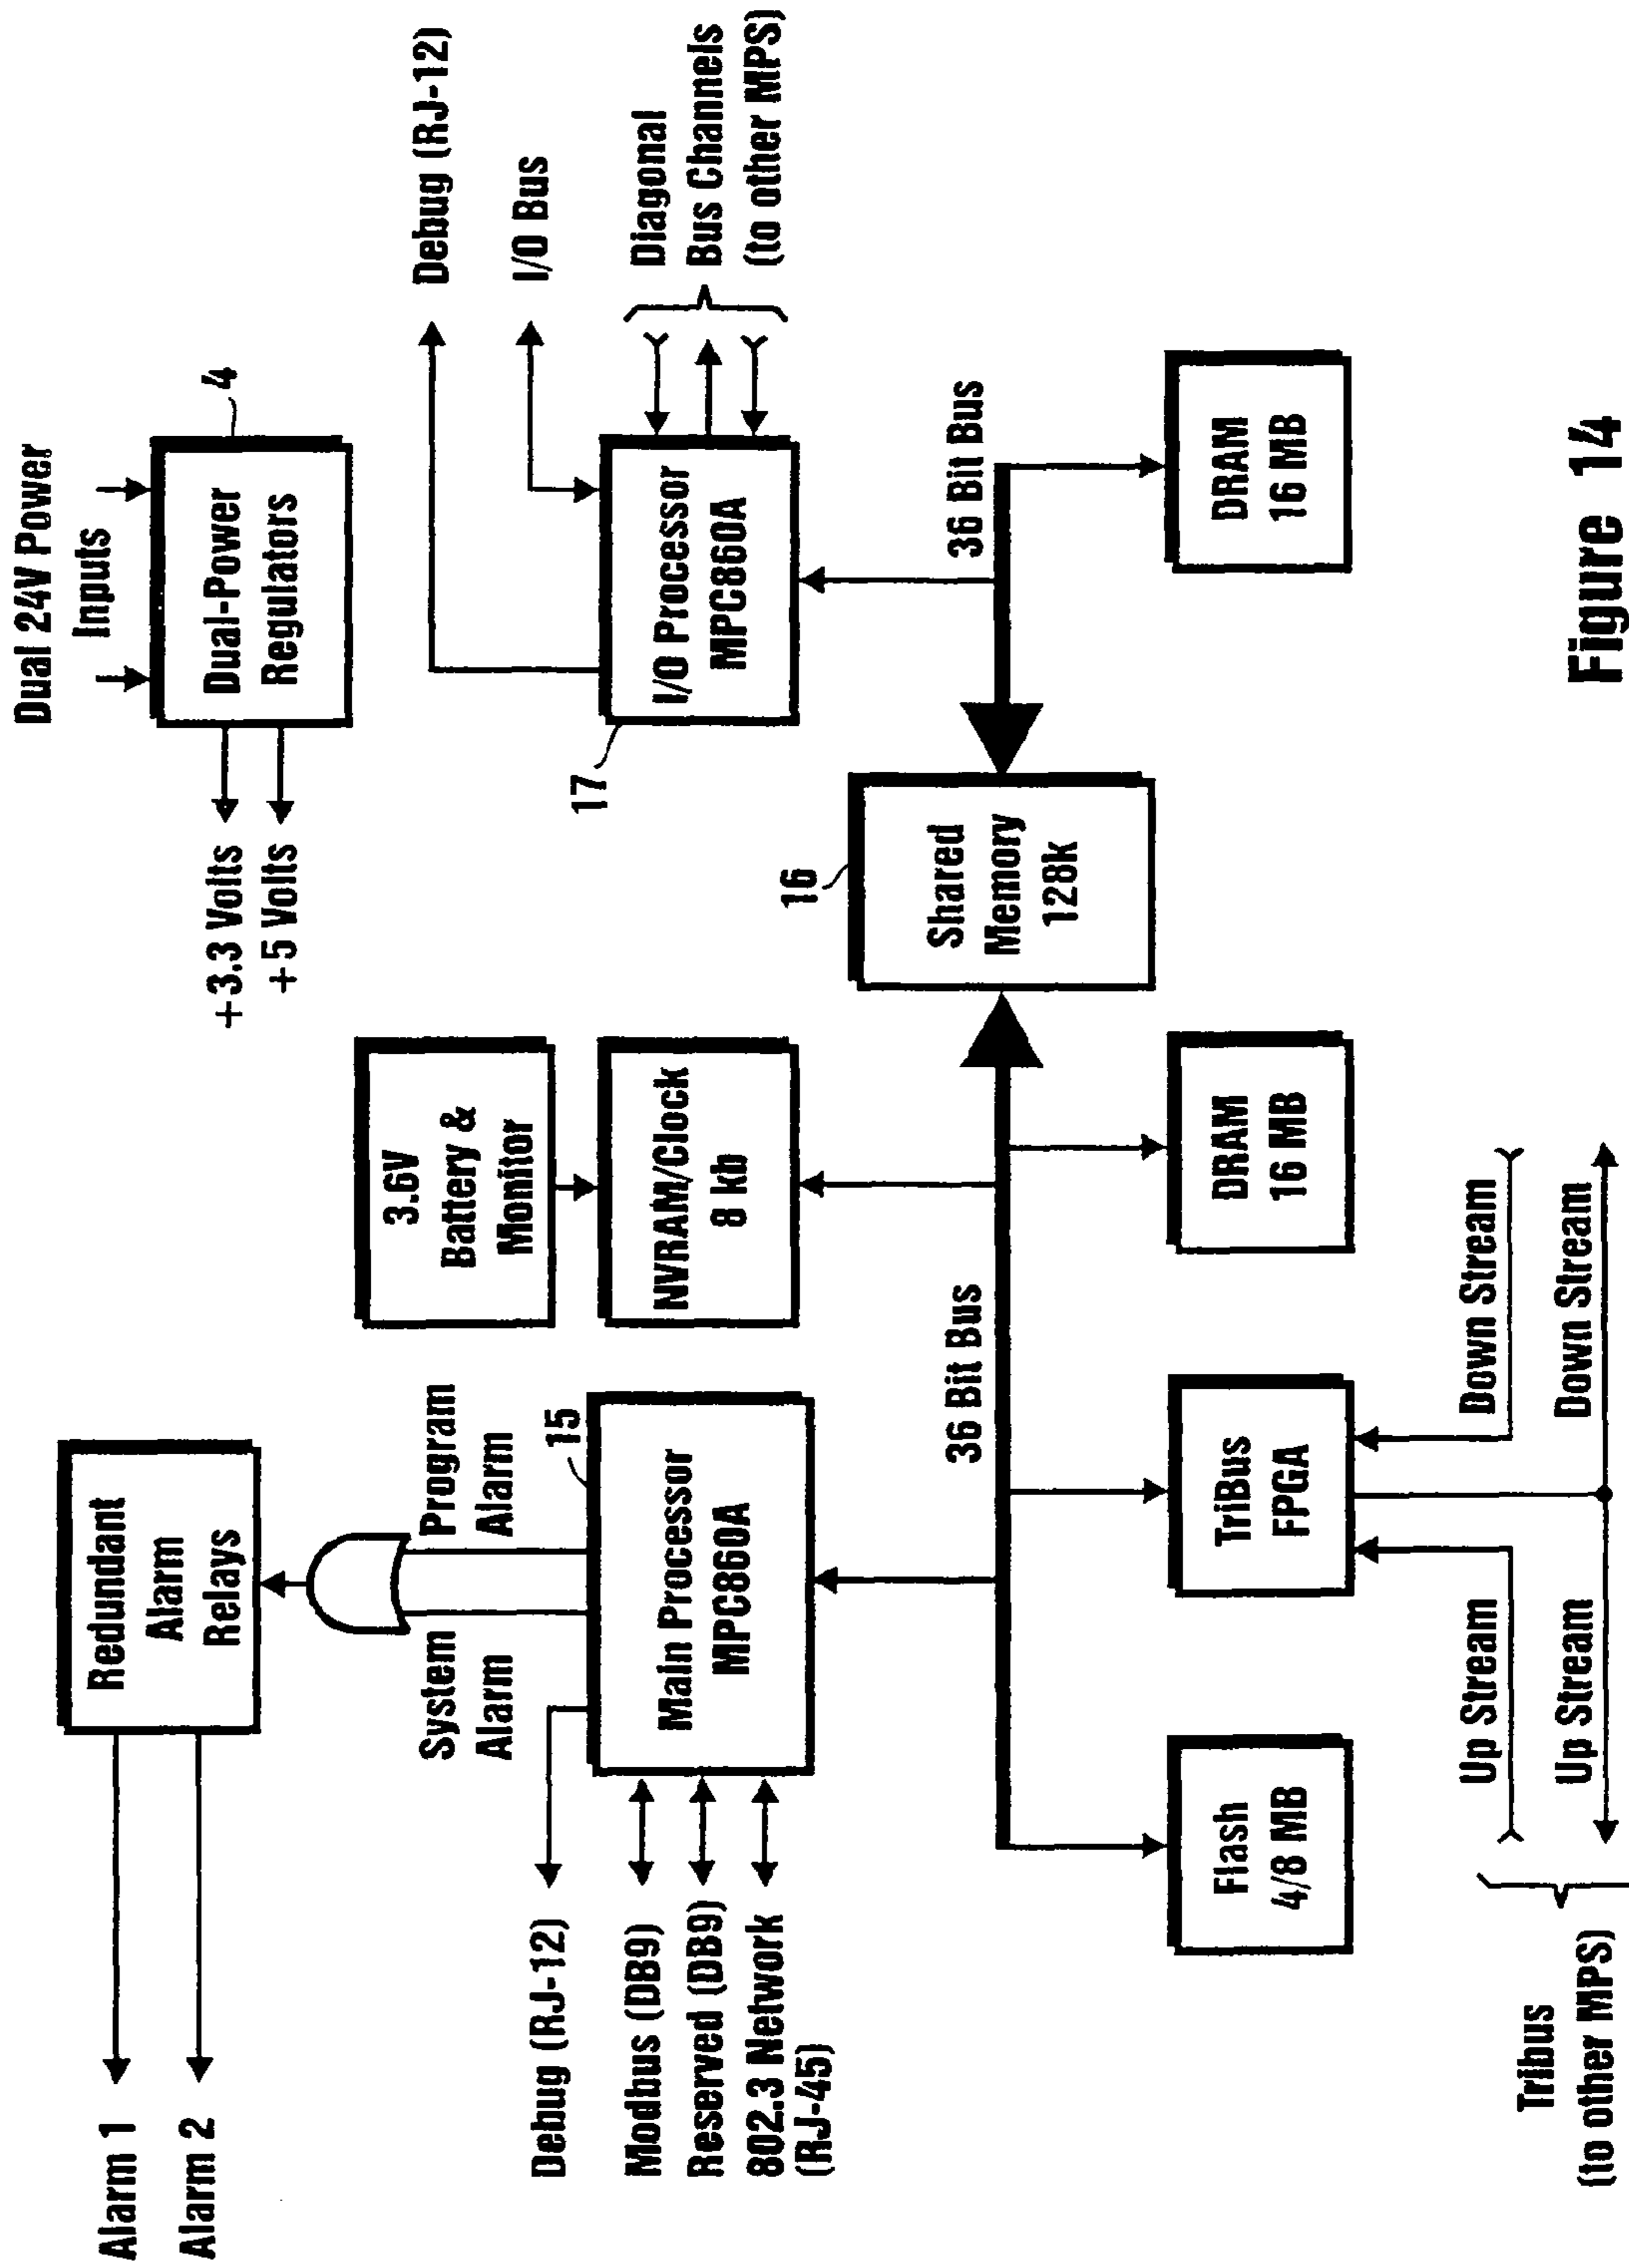 Dual 24V Power
Inputs
Dual-Power
Regulators
4
+3.3 Volts
+5 Volts
Alarm 1
Alarm 2
Redundant
Alarm
Relays
System
Alarm
Program
Alarm
15
Main Processor
MPC860A
Debug (RJ-12)
Modbus (DB9)
Reserved (DB9)
802.3 Network
(RJ-45)
3.6V
Battery &
Monitor
NVRAM/Clock
8 kb
17
I/O Processor
MPC860A
Debug (RJ-12)
I/O Bus
Diagonal
Bus Channels
(to other MPS)
36 Bit Bus
16
Shared
Memory
128k
36 Bit Bus
Flash
4/8 MB
TriBus
FPGA
DRAM
16 MB
DRAM
16 MB
Up Stream
Down Stream
Up Stream
Down Stream
Tribus
(to other MPS)
Figure 14